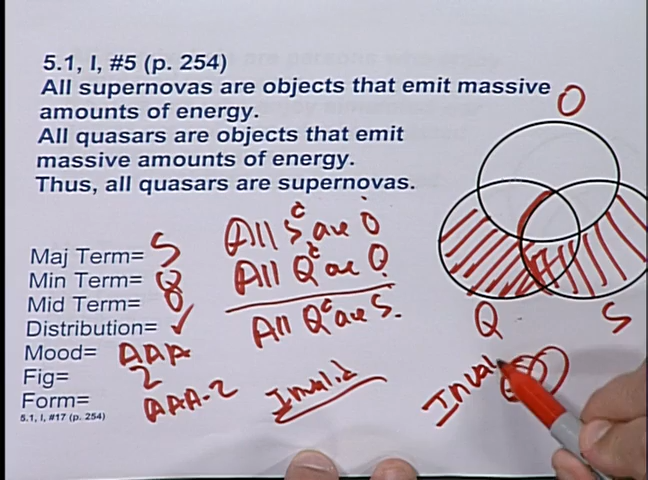 5.1, I, #5 (p. 254)
All supernovas are objects that emit massive
amounts of energy.
All quasars are objects that emit
massive amounts of energy.
Thus, all quasars are supernovas.
O
All S are O
c
All Q are O
c
All Q are S.
c
Maj Term= S
Min Term= Q
Mid Term= O
Distribution= ✓
Mood= AAA
Fig= 2
Form= AAA-2
5.1, I, #17 (p. 254)
Invalid
Q
S
Inval